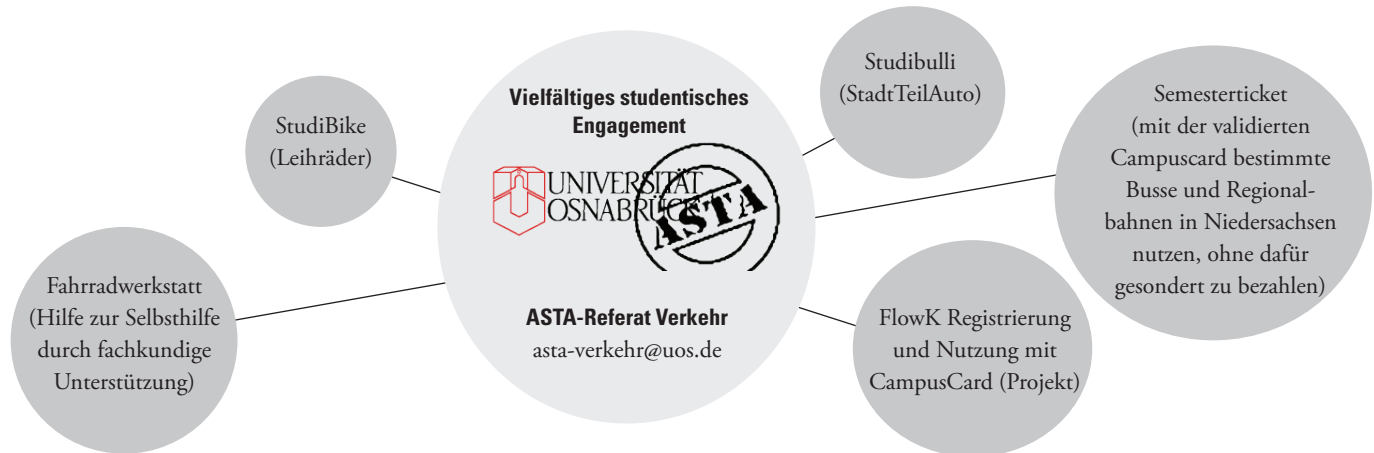 Vielfältiges studentisches
Engagement
UNIVERSITÄT
OSNABRÜCK
ASTA
ASTA-Referat Verkehr
asta-verkehr@uos.de
StudiBike
(Leihräder)
Fahrradwerkstatt
(Hilfe zur Selbsthilfe
durch fachkundige
Unterstützung)
Studibulli
(StadtTeilAuto)
Semesterticket
(mit der validierten
Campuscard bestimmte
Busse und Regional-
bahnen in Niedersachsen
nutzen, ohne dafür
gesondert zu bezahlen)
FlowK Registrierung
und Nutzung mit
CampusCard (Projekt)